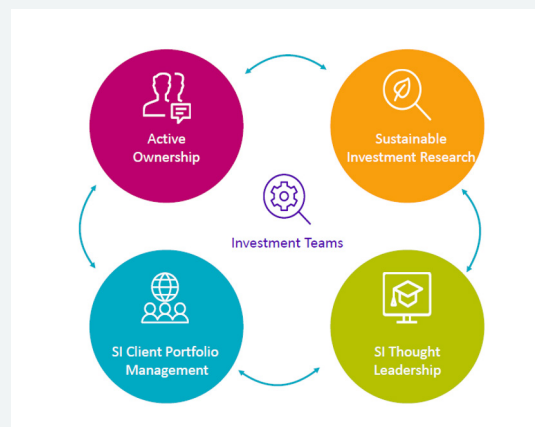 Active
Ownership
Sustainable
Investment Research
Investment Teams
SI Client Portfolio
Management
SI Thought
Leadership